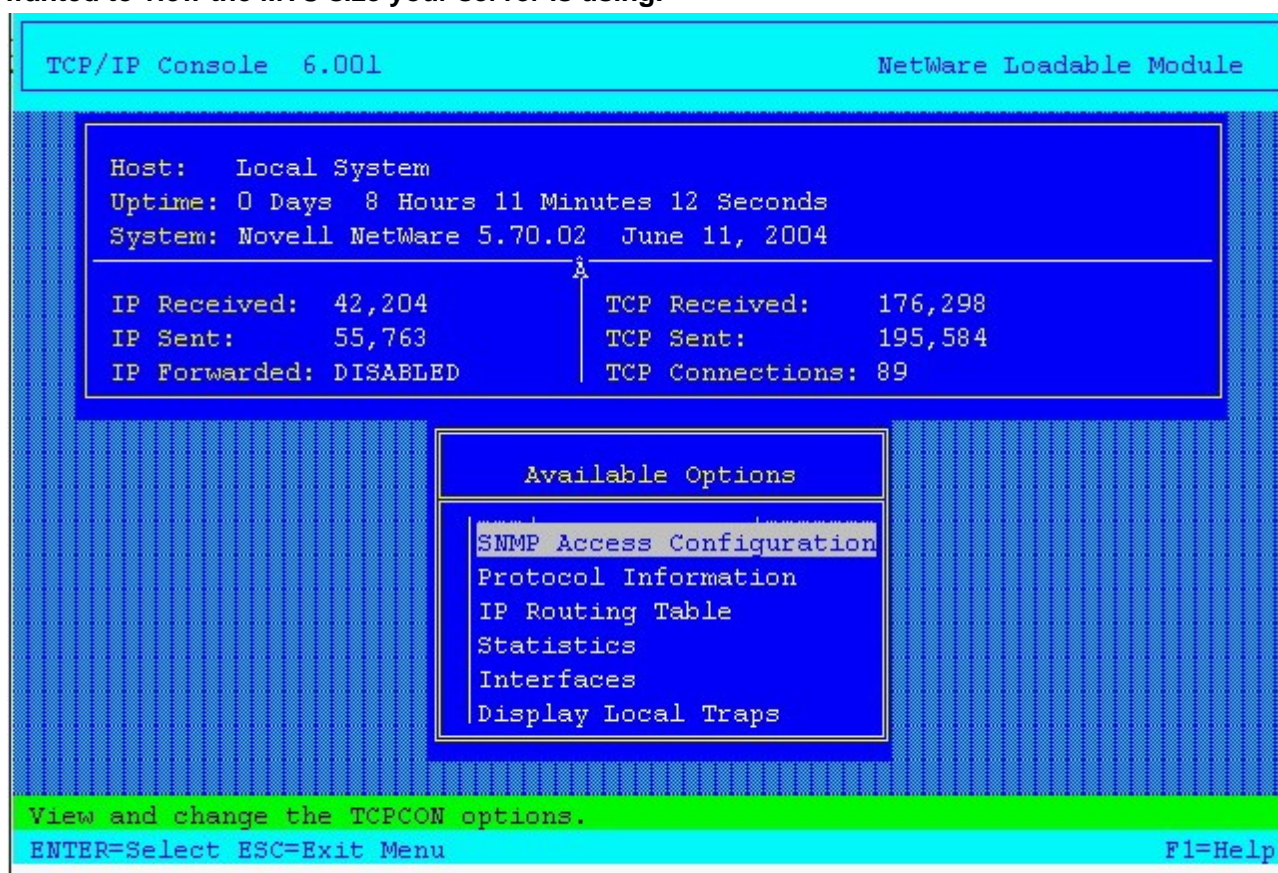 wanted to view the MTU size your server is using.
TCP/IP Console 6.00l NetWare Loadable Module
Host: Local System
Uptime: 0 Days 8 Hours 11 Minutes 12 Seconds
System: Novell NetWare 5.70.02 June 11, 2004
Â
IP Received: 42,204 TCP Received: 176,298
IP Sent: 55,763 TCP Sent: 195,584
IP Forwarded: DISABLED TCP Connections: 89
Available Options
SNMP Access Configuration
Protocol Information
IP Routing Table
Statistics
Interfaces
Display Local Traps
View and change the TCPCON options.
ENTER=Select ESC=Exit Menu F1=Help